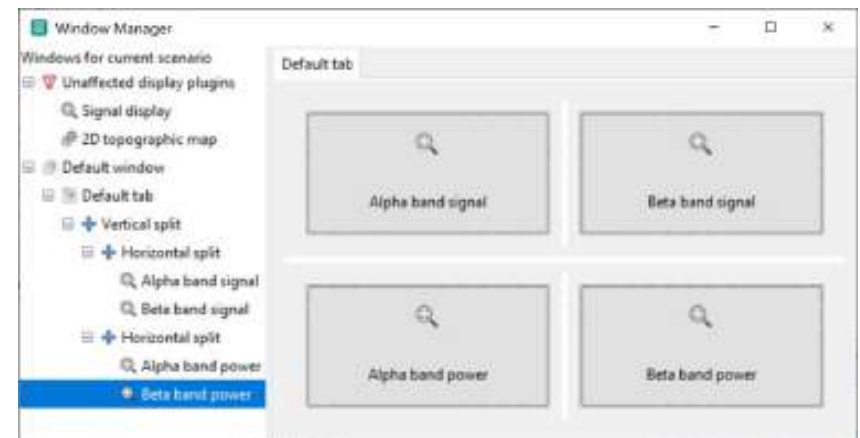 Window Manager
Windows for current scenario
Unaffected display plugins
Signal display
2D topographic map
Default window
Default tab
Vertical split
Horizontal split
Alpha band signal
Beta band signal
Horizontal split
Alpha band power
Beta band power
Default tab
Alpha band signal
Beta band signal
Alpha band power
Beta band power